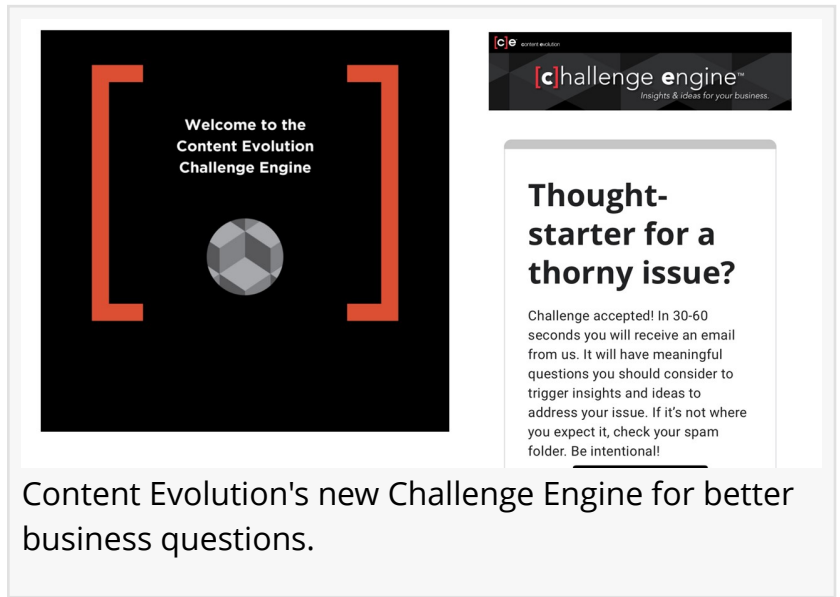 Welcome to the
Content Evolution
Challenge Engine
[c]e content evolution
[c]hallenge engine™
Insights & ideas for your business.
Thought-
starter for a
thorny issue?
Challenge accepted! In 30-60
seconds you will receive an email
from us. It will have meaningful
questions you should consider to
trigger insights and ideas to
address your issue. If it's not where
you expect it, check your spam
folder. Be intentional!
Content Evolution's new Challenge Engine for better
business questions.